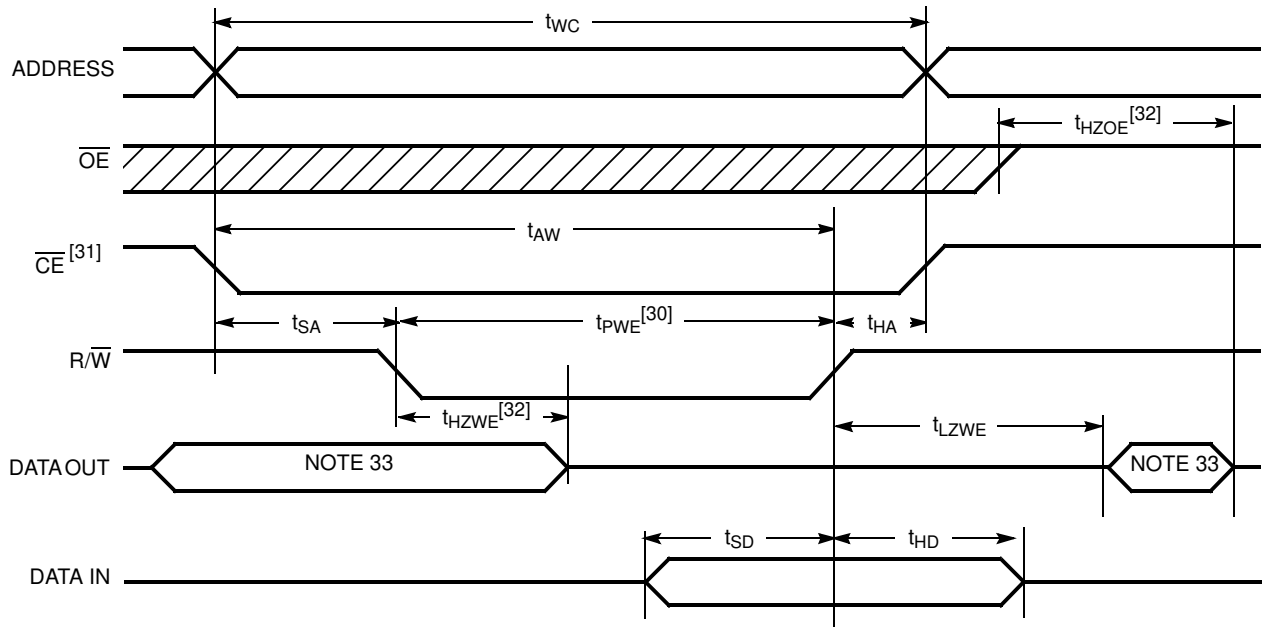 tWC
ADDRESS
tHZOE[32]
OE
tAW
CE [31]
tSA
tPWE[30]
tHA
R/W
tHZWE[32]
tLZWE
DATA OUT
NOTE 33
NOTE 33
tSD
tHD
DATA IN